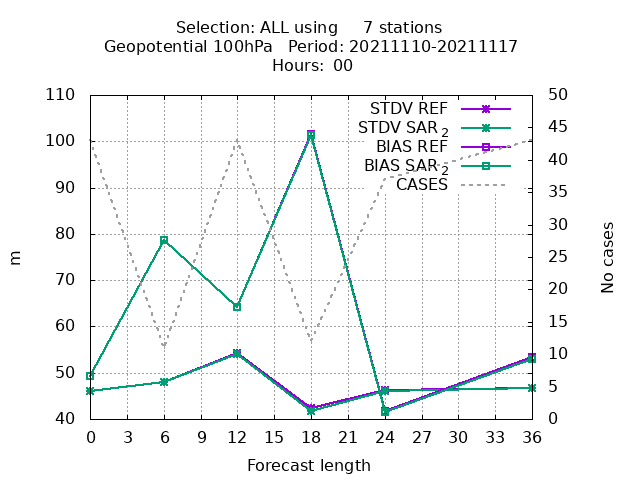 Selection: ALL using 7 stations
Geopotential 100hPa Period: 20211110-20211117
Hours: 00
110
100
90
80
70
60
50
40
m
STDV REF
STDV SAR2
BIAS REF
BIAS SAR2
CASES
50
45
40
35
30
25
20
15
10
5
0
No cases
0 3 6 9 12 15 18 21 24 27 30 33 36
Forecast length